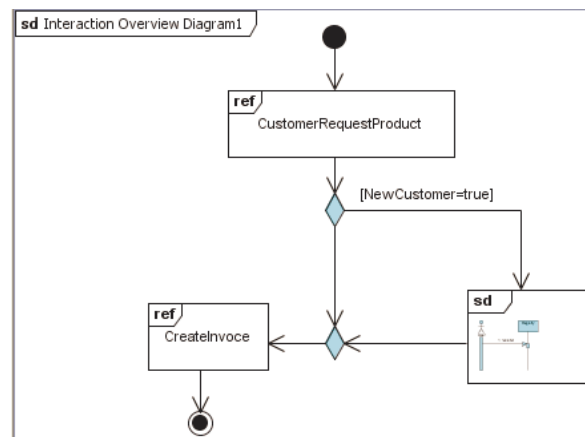 sd Interaction Overview Diagram1
ref
CustomerRequestProduct
[NewCustomer=true]
sd
ref
CreateInvoce